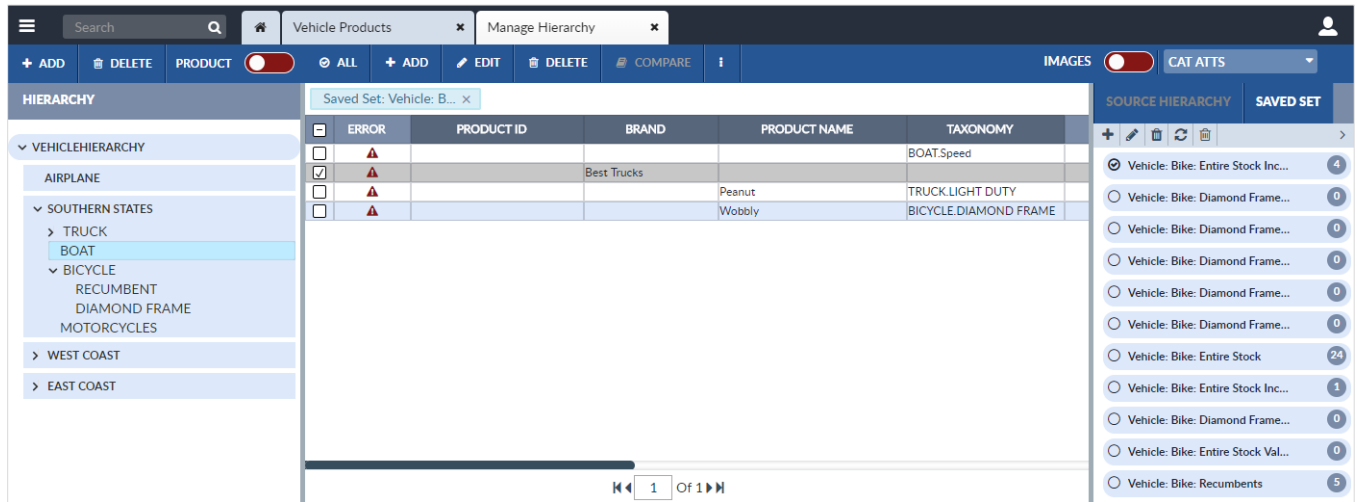 Search
Vehicle Products
Manage Hierarchy
ADD DELETE PRODUCT ALL ADD EDIT DELETE COMPARE IMAGES CAT ATTS
HIERARCHY
VEHICLEHIERARCHY
AIRPLANE
SOUTHERN STATES
TRUCK
BOAT
BICYCLE
RECUMBENT
DIAMOND FRAME
MOTORCYCLES
WEST COAST
EAST COAST
Saved Set: Vehicle: B...
ERROR PRODUCT ID BRAND PRODUCT NAME TAXONOMY
BOAT.Speed
Best Trucks
Peanut TRUCK.LIGHT DUTY
Wobbly BICYCLE.DIAMOND FRAME
1 Of 1
SOURCE HIERARCHY SAVED SET
Vehicle: Bike: Entire Stock Inc... 4
Vehicle: Bike: Diamond Frame... 0
Vehicle: Bike: Diamond Frame... 0
Vehicle: Bike: Diamond Frame... 0
Vehicle: Bike: Diamond Frame... 0
Vehicle: Bike: Diamond Frame... 0
Vehicle: Bike: Entire Stock 24
Vehicle: Bike: Entire Stock Inc... 1
Vehicle: Bike: Diamond Frame... 0
Vehicle: Bike: Entire Stock Val... 0
Vehicle: Bike: Recumbents 5